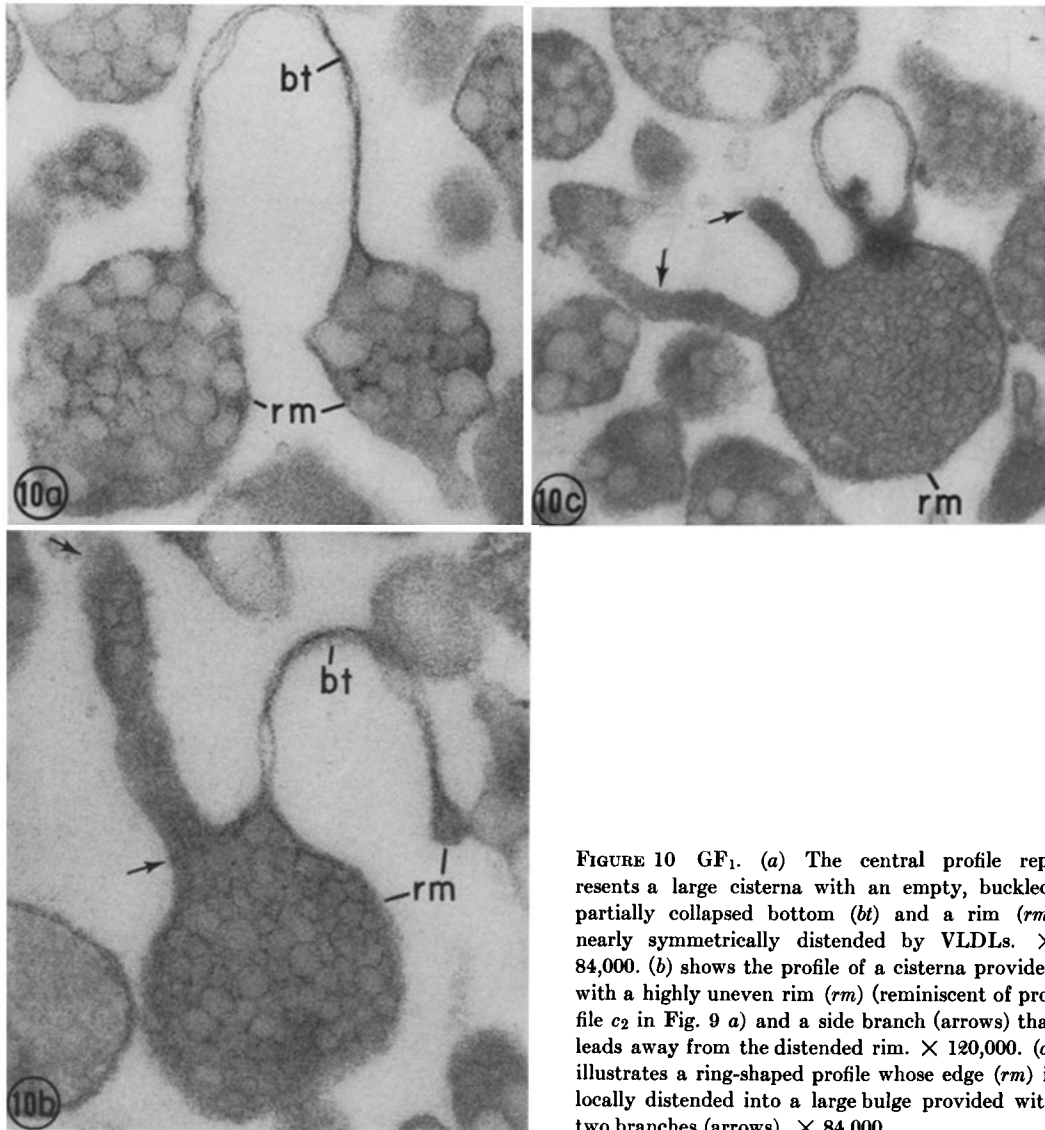 bt
rm
10a
10c
rm
bt
rm
10b
FIGURE 10 GF₁. (a) The central profile rep
resents a large cisterna with an empty, buckled
partially collapsed bottom (bt) and a rim (rm
nearly symmetrically distended by VLDLs. ×
84,000. (b) shows the profile of a cisterna provide
with a highly uneven rim (rm) (reminiscent of pro
file c₂ in Fig. 9 a) and a side branch (arrows) tha
leads away from the distended rim. × 120,000. (c
illustrates a ring-shaped profile whose edge (rm) i
locally distended into a large bulge provided wit
two branches (arrows). × 84,000